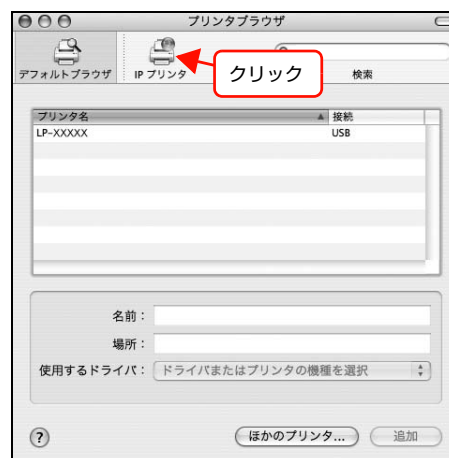 プリンタブラウザ
デフォルトブラウザ
IP プリンタ
クリック
検索
プリンタ名
接続
LP-XXXXX
USB
名前：
場所：
使用するドライバ：
ドライバまたはプリンタの機種を選択
?
ほかのプリンタ...
追加